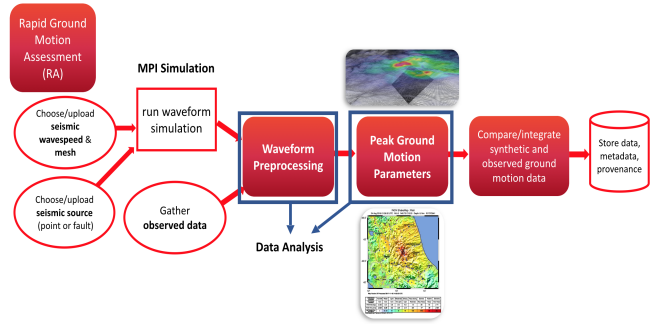 Rapid Ground
Motion
Assessment
(RA)
MPI Simulation
Choose/upload
seismic
wavespeed &
mesh
run waveform
simulation
Choose/upload
seismic source
(point or fault)
Gather
observed data
Waveform
Preprocessing
Peak Ground
Motion
Parameters
Data Analysis
Compare/integrate
synthetic and
observed ground
motion data
Store data,
metadata,
provenance